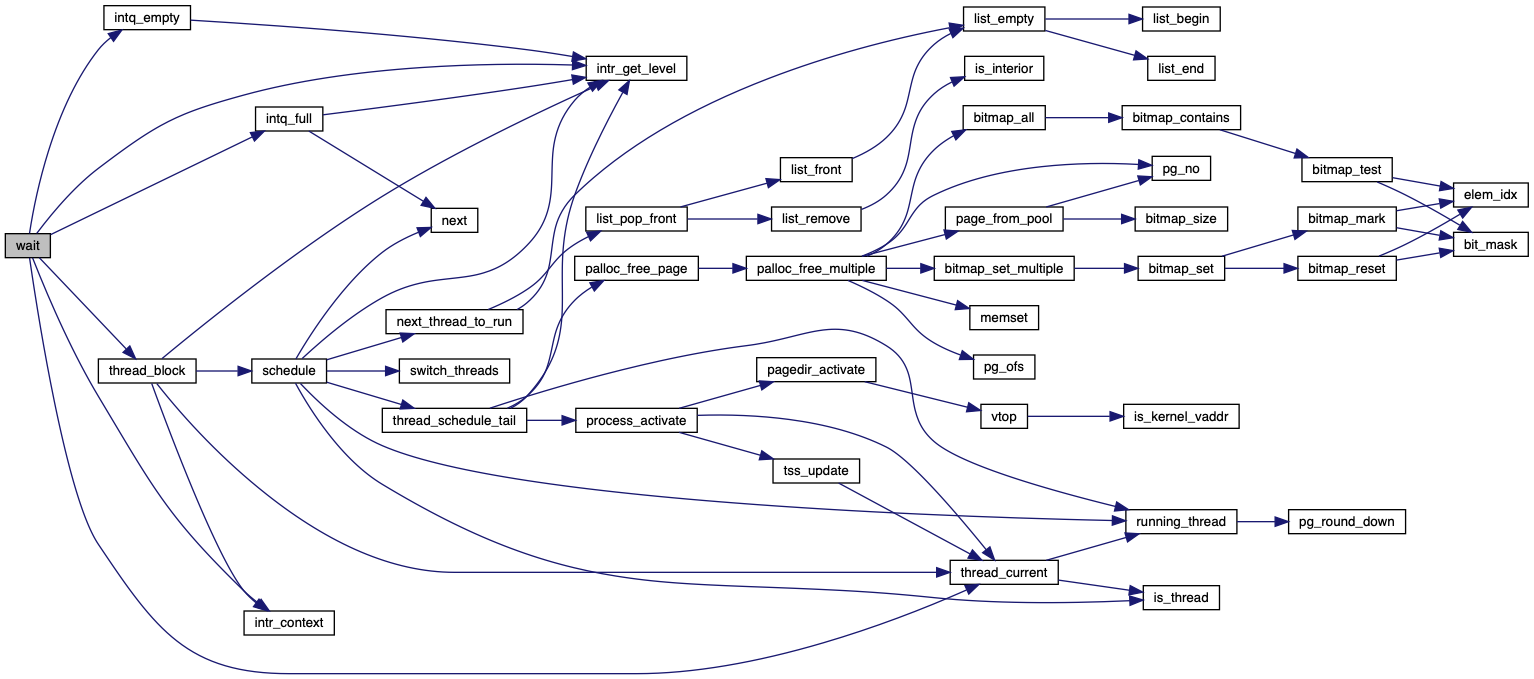 wait
intq_empty
intq_full
thread_block
intr_context
schedule
intr_get_level
next
next_thread_to_run
switch_threads
thread_schedule_tail
list_pop_front
palloc_free_page
process_activate
list_front
list_remove
palloc_free_multiple
pagedir_activate
tss_update
list_empty
is_interior
bitmap_all
page_from_pool
bitmap_set_multiple
memset
pg_ofs
vtop
thread_current
list_begin
list_end
bitmap_contains
pg_no
bitmap_size
bitmap_set
is_kernel_vaddr
running_thread
is_thread
bitmap_test
bitmap_mark
bitmap_reset
pg_round_down
elem_idx
bit_mask